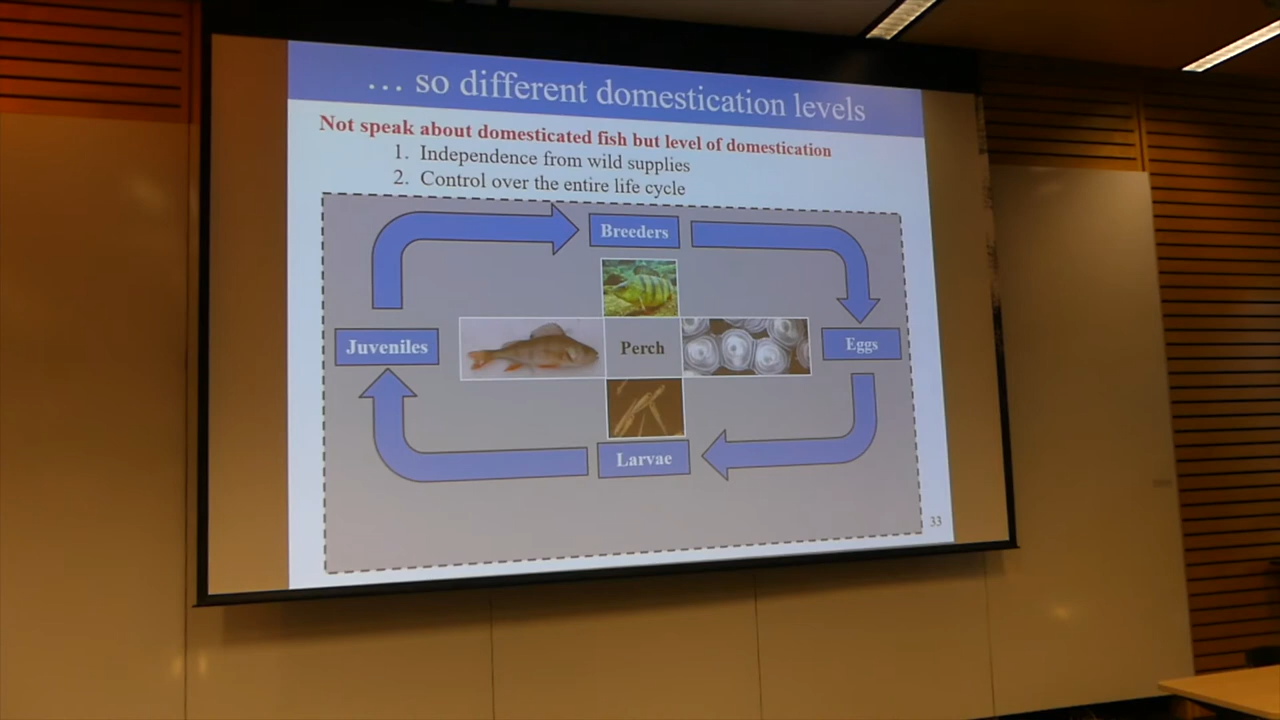 … so different domestication levels
Not speak about domesticated fish but level of domestication
1. Independence from wild supplies
2. Control over the entire life cycle
Breeders
Juveniles
Perch
Eggs
Larvae
33